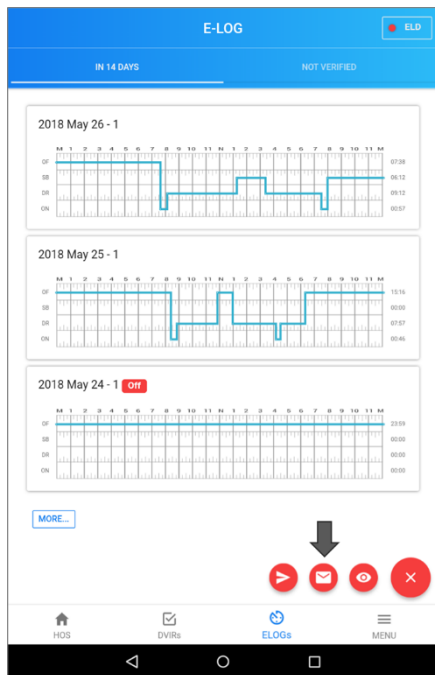 E-LOG
ELD
IN 14 DAYS
NOT VERIFIED
2018 May 26 - 1
M 1 2 3 4 5 6 7 8 9 10 11 N 1 2 3 4 5 6 7 8 9 10 11 M
OF 07:38
SB 06:12
DR 09:12
ON 00:57
2018 May 25 - 1
M 1 2 3 4 5 6 7 8 9 10 11 N 1 2 3 4 5 6 7 8 9 10 11 M
OF 15:16
SB 00:00
DR 07:57
ON 00:46
2018 May 24 - 1 Off
M 1 2 3 4 5 6 7 8 9 10 11 N 1 2 3 4 5 6 7 8 9 10 11 M
OF 23:59
SB 00:00
DR 00:00
ON 00:00
MORE...
HOS
DVIRs
ELOGs
MENU